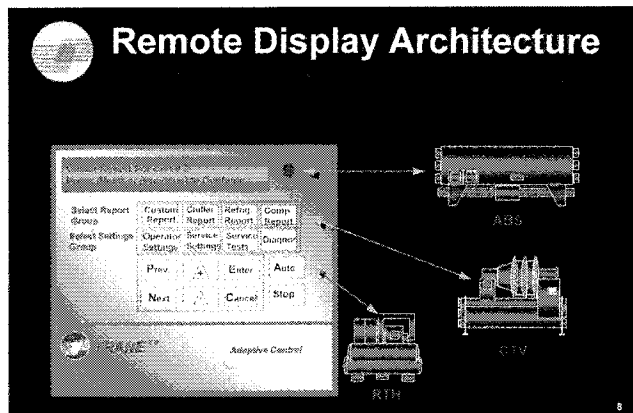 Remote Display Architecture
Select Report Group
Custom Report
Chiller Report
Refrig. Report
Comp. Report
Select Settings Group
Operator Settings
Service Settings
Service Tests
Diagnos
Prev.
Enter
Auto
Next
Cancel
Stop
TRANE
Adaptive Control
ABS
CTV
RTH
8